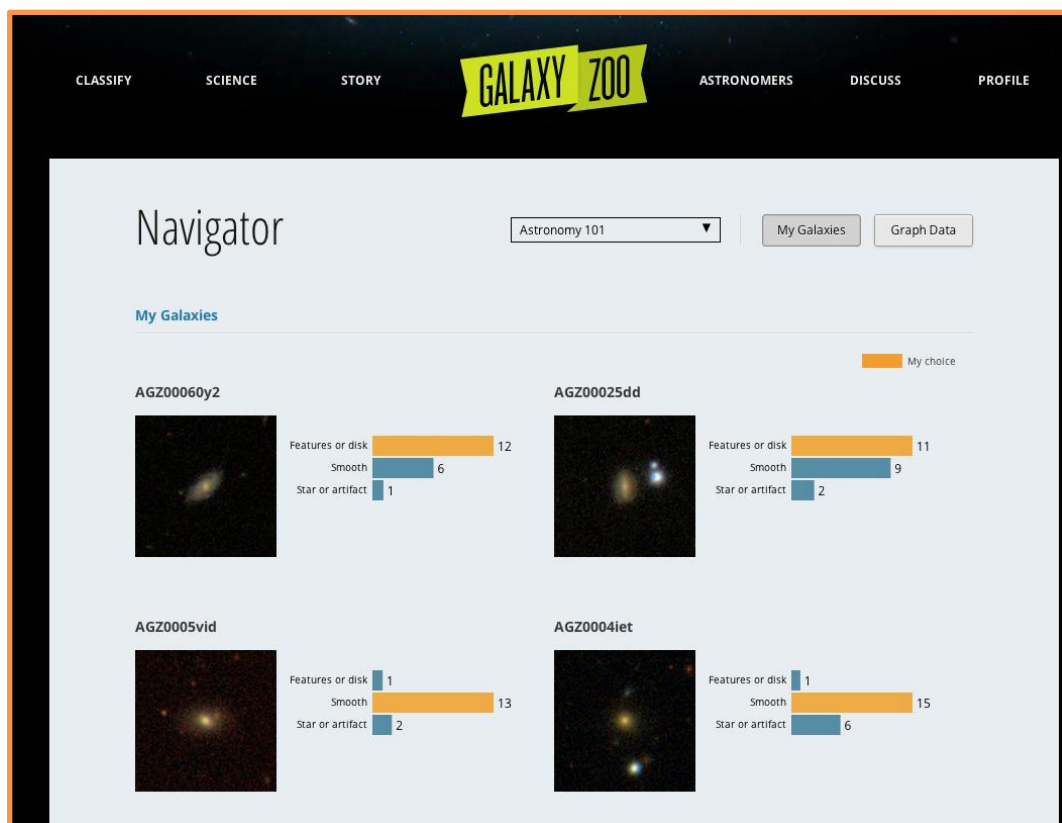 CLASSIFY SCIENCE STORY GALAXY ZOO ASTRONOMERS DISCUSS PROFILE
Navigator
Astronomy 101 ▼ My Galaxies Graph Data
My Galaxies
My choice
AGZ00060y2
Features or disk 12
Smooth 6
Star or artifact 1
AGZ00025dd
Features or disk 11
Smooth 9
Star or artifact 2
AGZ0005vid
Features or disk 1
Smooth 13
Star or artifact 2
AGZ0004iet
Features or disk 1
Smooth 15
Star or artifact 6